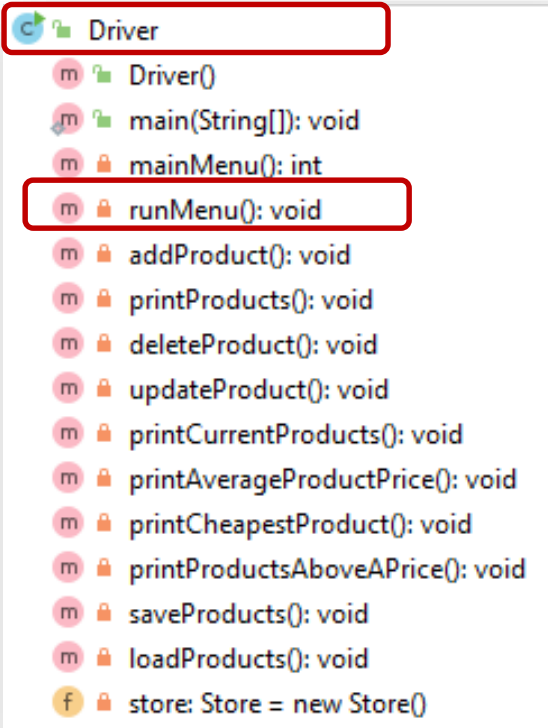 C Driver
m Driver()
m main(String[]): void
m mainMenu(): int
m runMenu(): void
m addProduct(): void
m printProducts(): void
m deleteProduct(): void
m updateProduct(): void
m printCurrentProducts(): void
m printAverageProductPrice(): void
m printCheapestProduct(): void
m printProductsAboveAPrice(): void
m saveProducts(): void
m loadProducts(): void
f store: Store = new Store()